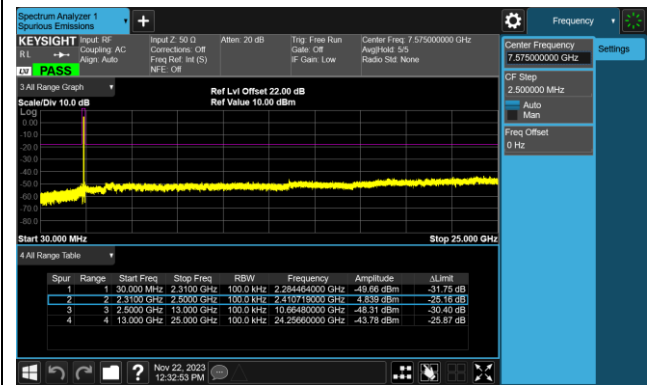 Spectrum Analyzer 1
Spurious Emissions
+
Frequency
KEYSIGHT Input: RF Input Z: 50 Ω Atten: 20 dB Trig: Free Run Center Freq: 7.575000000 GHz
RL Coupling: AC Corrections: Off Gate: Off Avg|Hold: 5/5
Align: Auto Freq Ref: Int (S) IF Gain: Low Radio Std: None
PASS NFE: Off
Center Frequency
7.575000000 GHz
Settings
CF Step
2.500000 MHz
Auto
Man
Freq Offset
0 Hz
3 All Range Graph
Ref Lvl Offset 22.00 dB
Scale/Div 10.0 dB Ref Value 10.00 dBm
Log
0.00
-10.0
-20.0
-30.0
-40.0
-50.0
-60.0
-70.0
-80.0
Start 30.000 MHz Stop 25.000 GHz
4 All Range Table
Spur Range Start Freq Stop Freq RBW Frequency Amplitude ΔLimit
1 1 30.000 MHz 2.3100 GHz 100.0 kHz 2.284464000 GHz -49.66 dBm -31.75 dB
2 2 2.3100 GHz 2.5000 GHz 100.0 kHz 2.410719000 GHz 4.839 dBm -25.16 dB
3 3 2.5000 GHz 13.000 GHz 100.0 kHz 10.66480000 GHz -48.31 dBm -30.40 dB
4 4 13.000 GHz 25.000 GHz 100.0 kHz 24.25660000 GHz -43.78 dBm -25.87 dB
?
Nov 22, 2023
12:32:53 PM